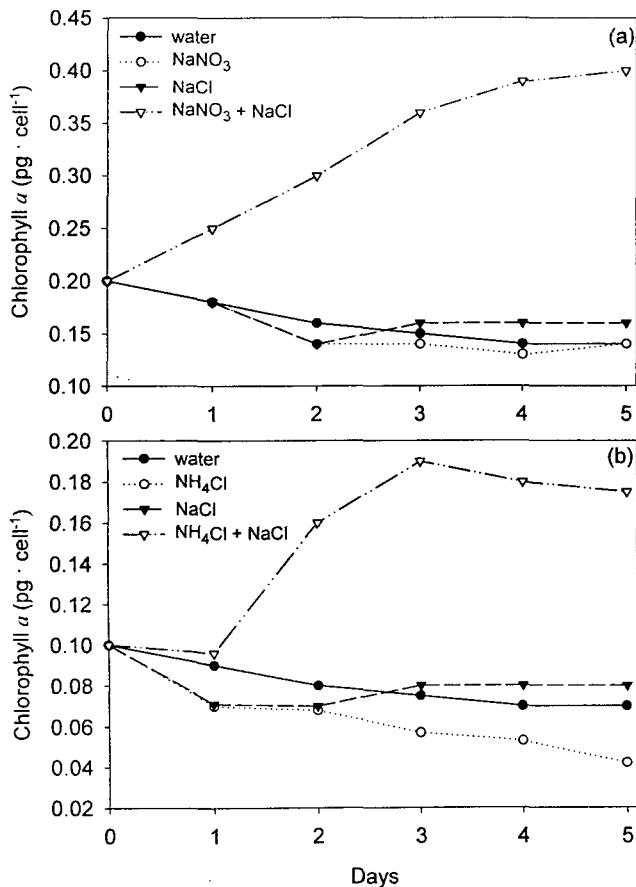 0.45
0.40
0.35
0.30
0.25
0.20
0.15
0.10
Chlorophyll a (pg · cell⁻¹)
water
NaNO₃
NaCl
NaNO₃ + NaCl
(a)
0 1 2 3 4 5
0.20
0.18
0.16
0.14
0.12
0.10
0.08
0.06
0.04
0.02
Chlorophyll a (pg · cell⁻¹)
water
NH₄Cl
NaCl
NH₄Cl + NaCl
(b)
0 1 2 3 4 5
Days